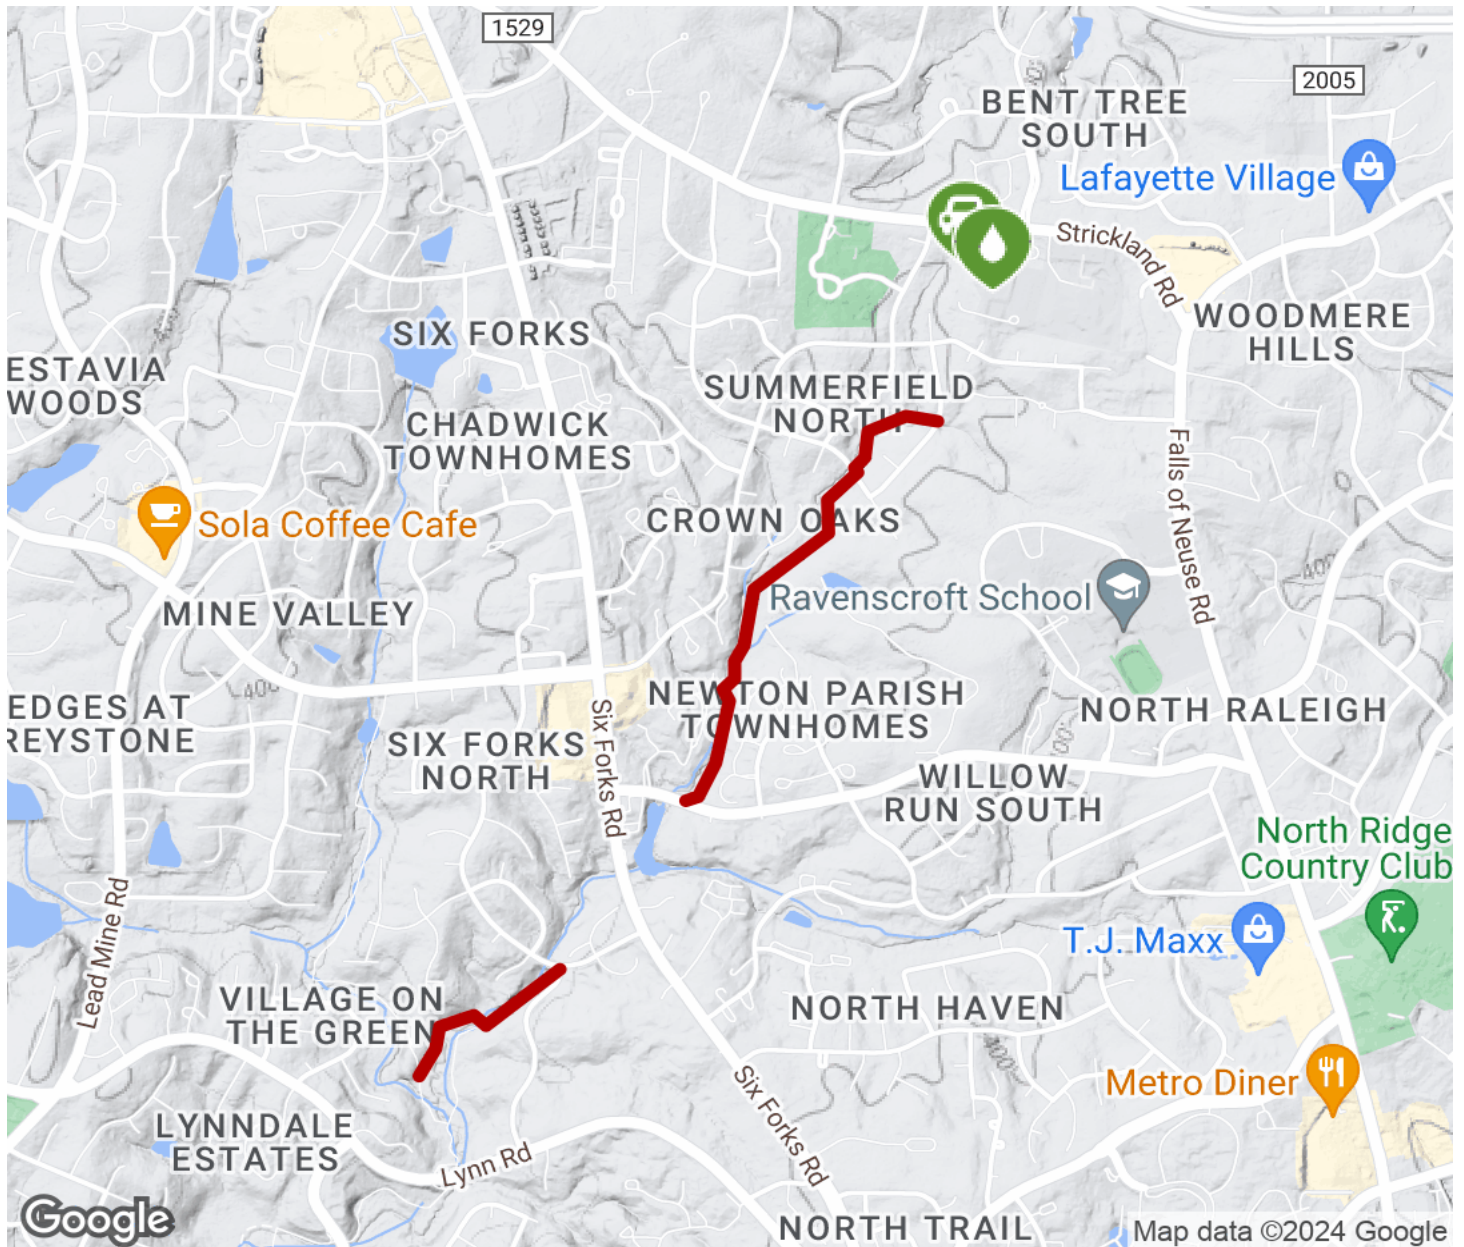 1529
2005
BENT TREE
SOUTH
Lafayette Village
Strickland Rd
WOODMERE
HILLS
SIX FORKS
ESTAVIA
WOODS
SUMMERFIELD
NORTH
CHADWICK
TOWNHOMES
Falls of Neuse Rd
Sola Coffee Cafe
CROWN OAKS
400
Ravenscroft School
MINE VALLEY
400
NEWTON PARISH
TOWNHOMES
EDGES AT
REYSTONE
NORTH RALEIGH
Six Forks Rd
SIX FORKS
NORTH
WILLOW
RUN SOUTH
North Ridge
Country Club
Lead Mine Rd
T.J. Maxx
VILLAGE ON
THE GREEN
NORTH HAVEN
400
Six Forks Rd
Metro Diner
LYNNDALE
ESTATES
Lynn Rd
Google
NORTH TRAIL
Map data ©2024 Google